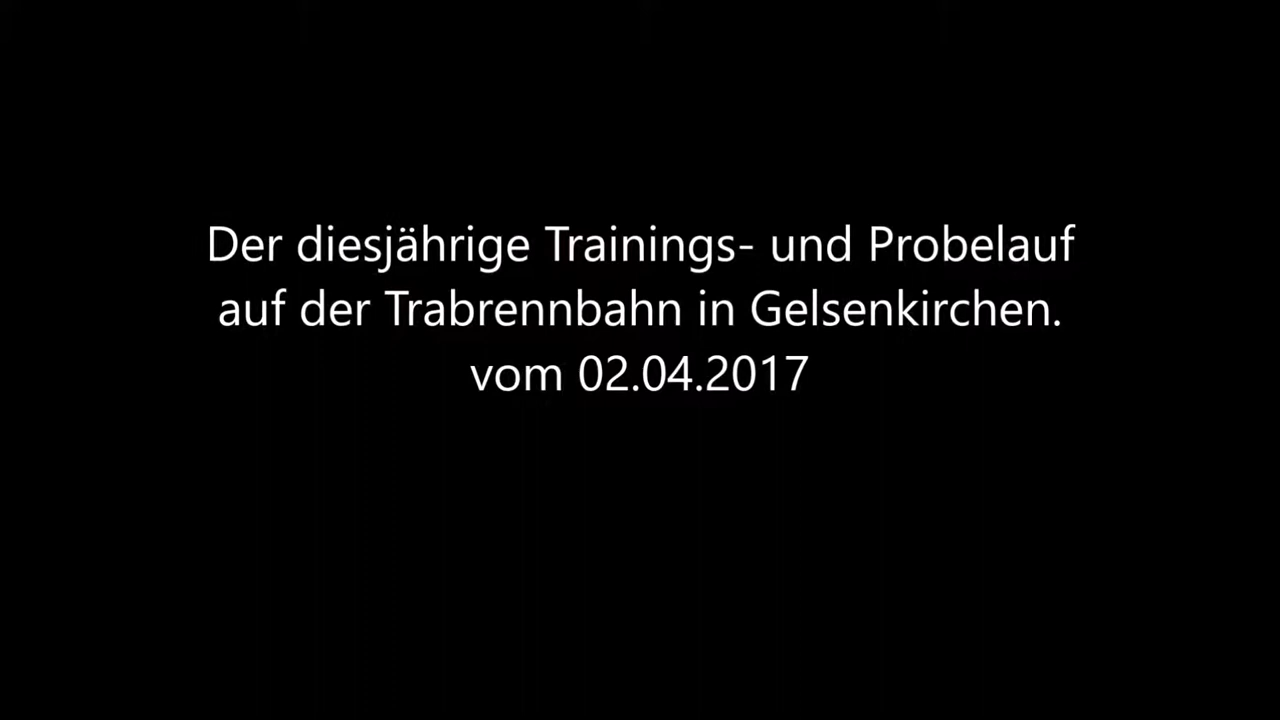 Der diesjährige Trainings- und Probelauf
auf der Trabrennbahn in Gelsenkirchen.
vom 02.04.2017